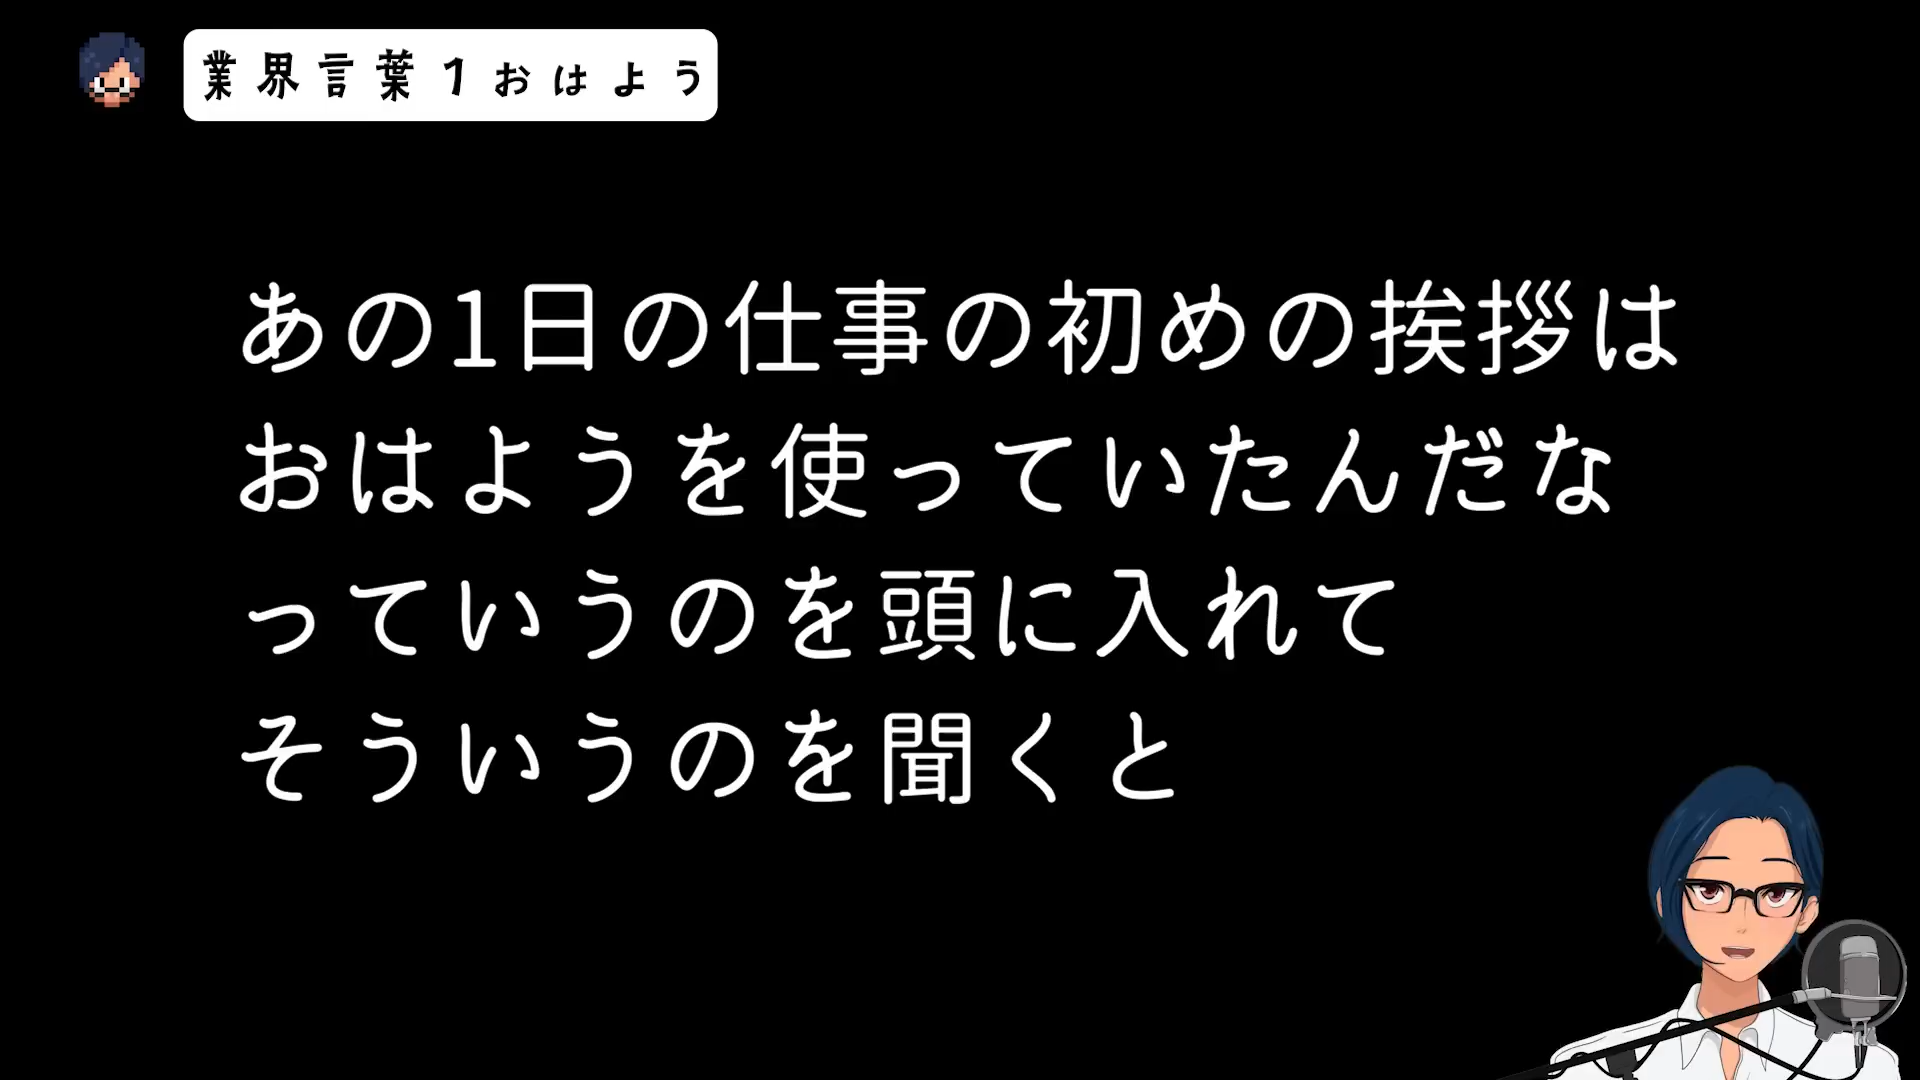 業界言葉1おはよう
あの1日の仕事の初めの挨拶は
おはようを使っていたんだな
っていうのを頭に入れて
そういうのを聞くと